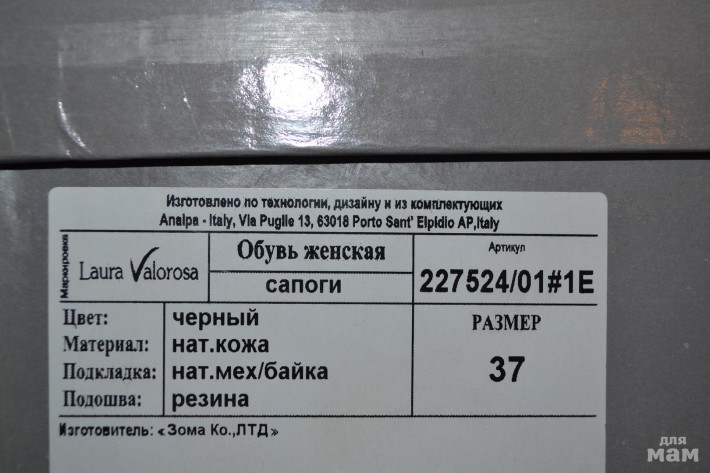 Изготовлено по технологии, дизайну и из комплектующих
Analpa - Italy, Via Puglie 13, 63018 Porto Sant' Elpidio AP,Italy
Маркировка
Laura Valorosa
Обувь женская
сапоги
Артикул
227524/01#1E
Цвет: черный
Материал: нат.кожа
Подкладка: нат.мех/байка
Подошва: резина
РАЗМЕР
37
Изготовитель: «Зома Ко.,ЛТД»
для
мам